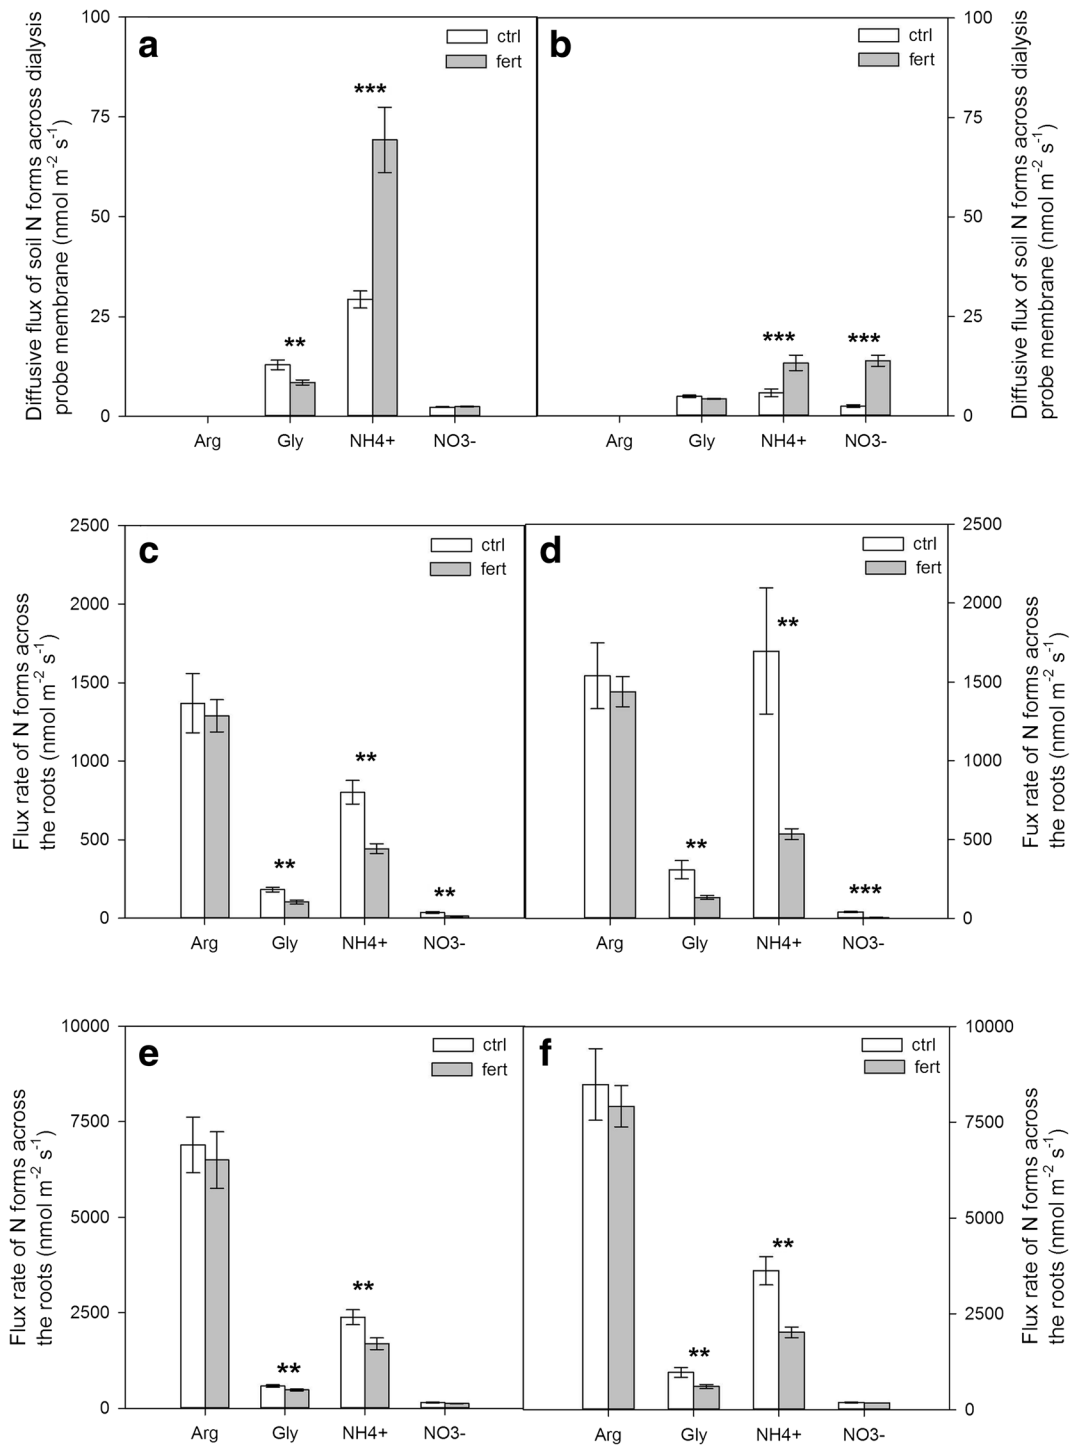 Diffusive flux of soil N forms across dialysis
probe membrane (nmol m-2 s-1)
100
75
50
25
0
a
ctrl
fert
**
***
Arg Gly NH4+ NO3-
b
ctrl
fert
***
***
Arg Gly NH4+ NO3-
100
75
50
25
0
Diffusive flux of soil N forms across dialysis
probe membrane (nmol m-2 s-1)
Flux rate of N forms across
the roots (nmol m-2 s-1)
2500
2000
1500
1000
500
0
c
ctrl
fert
**
**
**
Arg Gly NH4+ NO3-
d
ctrl
fert
**
**
***
Arg Gly NH4+ NO3-
2500
2000
1500
1000
500
0
Fux rate of N forms across
the roots (nmol m-2 s-1)
Flux rate of N forms across
the roots (nmol m-2 s-1)
10000
7500
5000
2500
0
e
ctrl
fert
**
**
Arg Gly NH4+ NO3-
f
ctrl
fert
**
**
Arg Gly NH4+ NO3-
10000
7500
5000
2500
0
Flux rate of N forms across
the roots (nmol m-2 s-1)